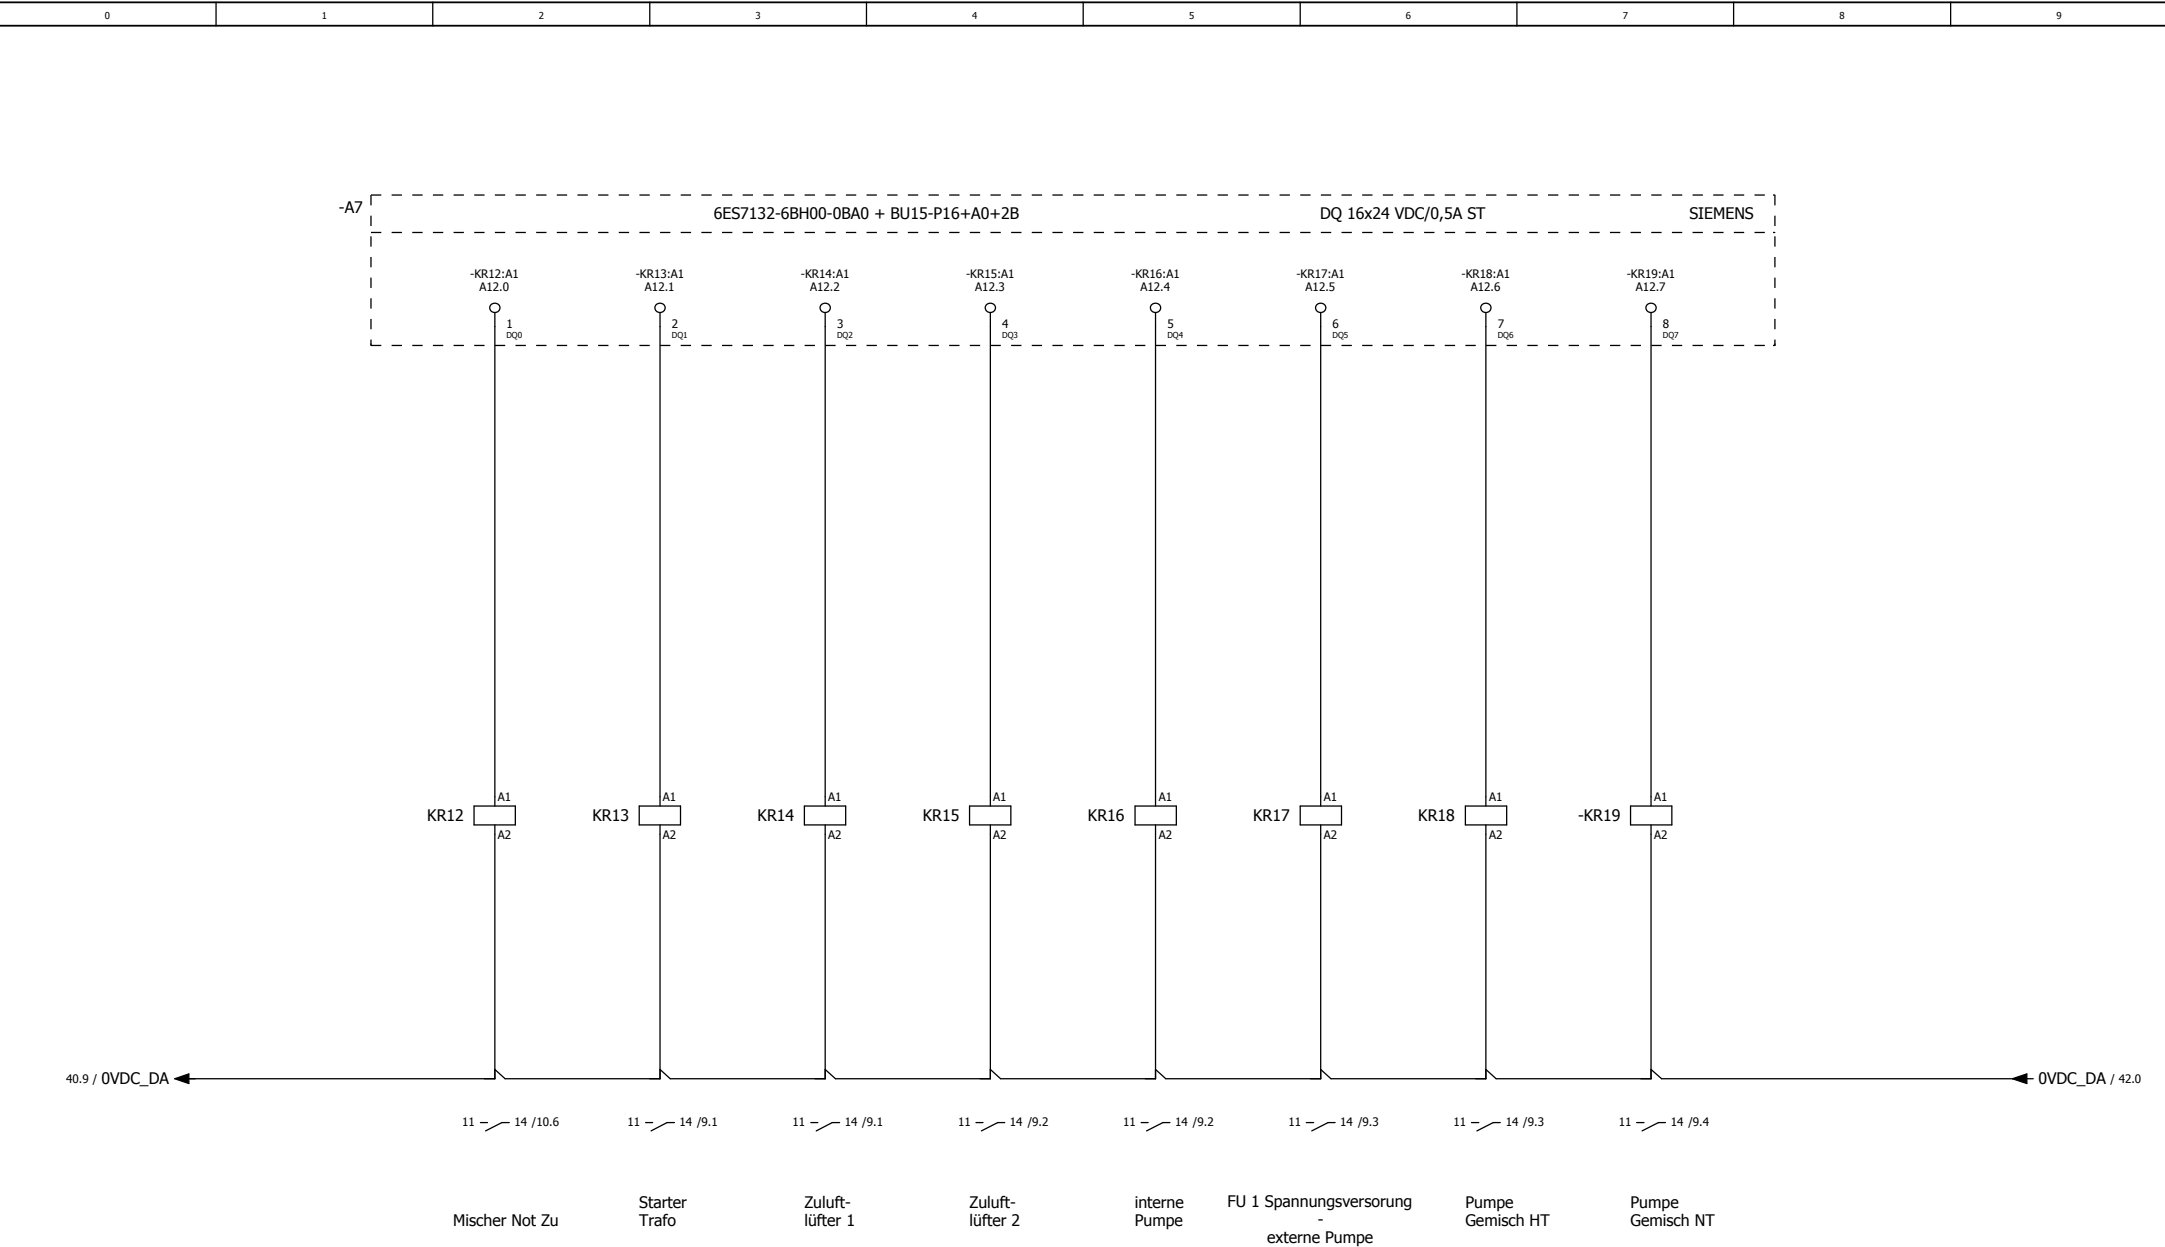 0 1 2 3 4 5 6 7 8 9
-A7 6ES7132-6BH00-0BA0 + BU15-P16+A0+2B DQ 16x24 VDC/0,5A ST SIEMENS
-KR12:A1 -KR13:A1 -KR14:A1 -KR15:A1 -KR16:A1 -KR17:A1 -KR18:A1 -KR19:A1
A12.0 A12.1 A12.2 A12.3 A12.4 A12.5 A12.6 A12.7
1 2 3 4 5 6 7 8
DQ0 DQ1 DQ2 DQ3 DQ4 DQ5 DQ6 DQ7
A1 A1 A1 A1 A1 A1 A1 A1
KR12 KR13 KR14 KR15 KR16 KR17 KR18 -KR19
A2 A2 A2 A2 A2 A2 A2 A2
40.9 / 0VDC_DA 0VDC_DA / 42.0
11 14 /10.6 11 14 /9.1 11 14 /9.1 11 14 /9.2 11 14 /9.2 11 14 /9.3 11 14 /9.3 11 14 /9.4
Mischer Not Zu
Starter
Trafo
Zuluft-
lüfter 1
Zuluft-
lüfter 2
interne
Pumpe
FU 1 Spannungsversorung
-
externe Pumpe
Pumpe
Gemisch HT
Pumpe
Gemisch NT